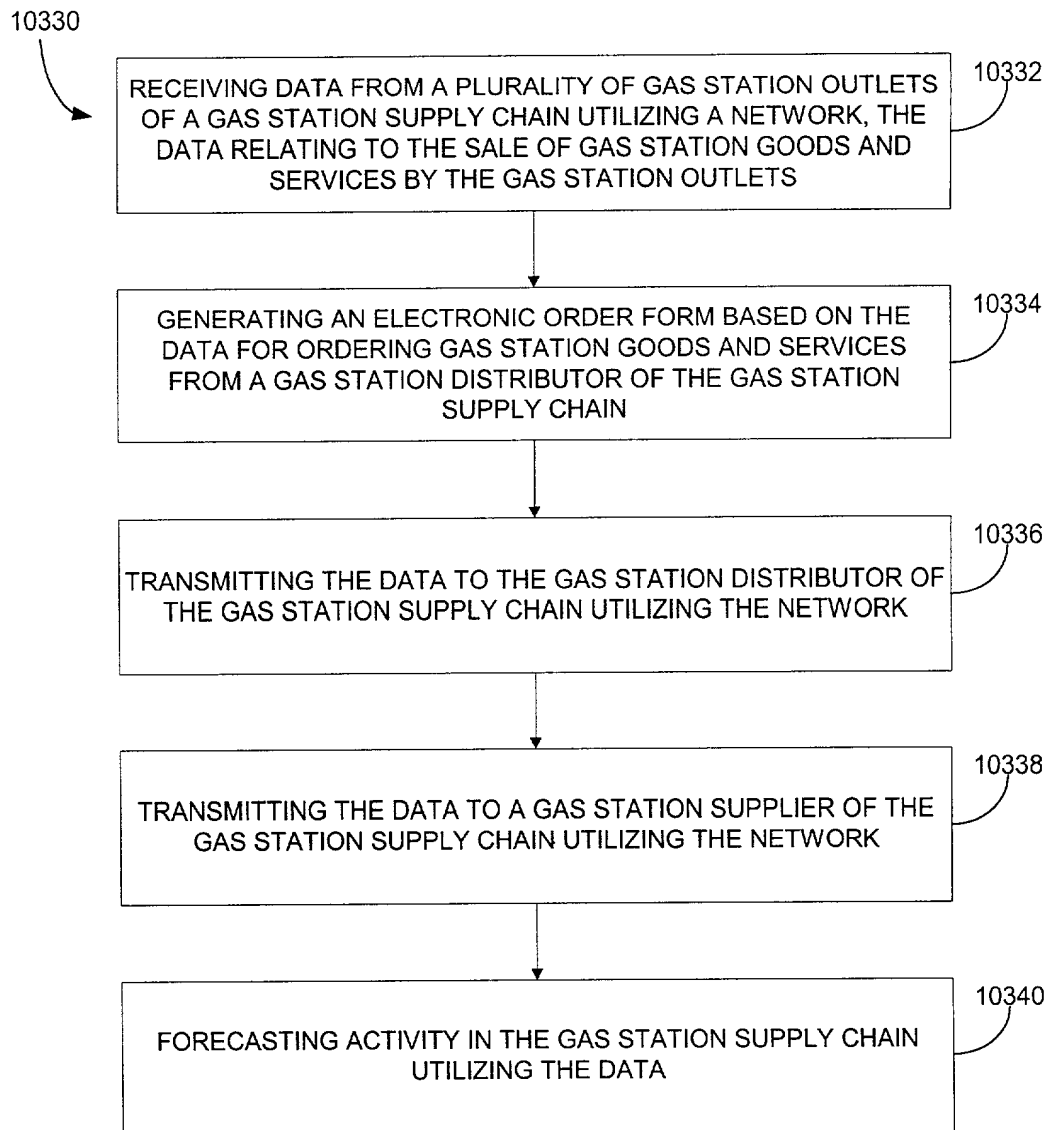 10330
10332
RECEIVING DATA FROM A PLURALITY OF GAS STATION OUTLETS
OF A GAS STATION SUPPLY CHAIN UTILIZING A NETWORK, THE
DATA RELATING TO THE SALE OF GAS STATION GOODS AND
SERVICES BY THE GAS STATION OUTLETS
10334
GENERATING AN ELECTRONIC ORDER FORM BASED ON THE
DATA FOR ORDERING GAS STATION GOODS AND SERVICES
FROM A GAS STATION DISTRIBUTOR OF THE GAS STATION
SUPPLY CHAIN
10336
TRANSMITTING THE DATA TO THE GAS STATION DISTRIBUTOR OF
THE GAS STATION SUPPLY CHAIN UTILIZING THE NETWORK
10338
TRANSMITTING THE DATA TO A GAS STATION SUPPLIER OF THE
GAS STATION SUPPLY CHAIN UTILIZING THE NETWORK
10340
FORECASTING ACTIVITY IN THE GAS STATION SUPPLY CHAIN
UTILIZING THE DATA